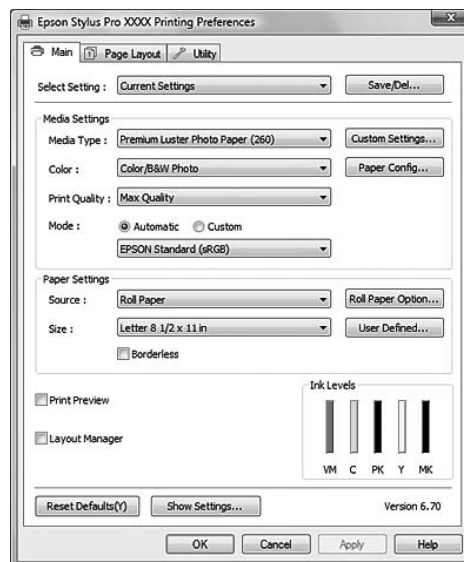 Epson Stylus Pro XXXX Printing Preferences
Main Page Layout Utility
Select Setting : Current Settings Save/Del...
Media Settings
Media Type : Premium Luster Photo Paper (260) Custom Settings...
Color : Color/B&W Photo Paper Config...
Print Quality : Max Quality
Mode : Automatic Custom
EPSON Standard (sRGB)
Paper Settings
Source : Roll Paper Roll Paper Option...
Size : Letter 8 1/2 x 11 in User Defined...
Borderless
Print Preview
Ink Levels
Layout Manager
VM C PK Y MK
Reset Defaults(Y) Show Settings... Version 6.70
OK Cancel Apply Help